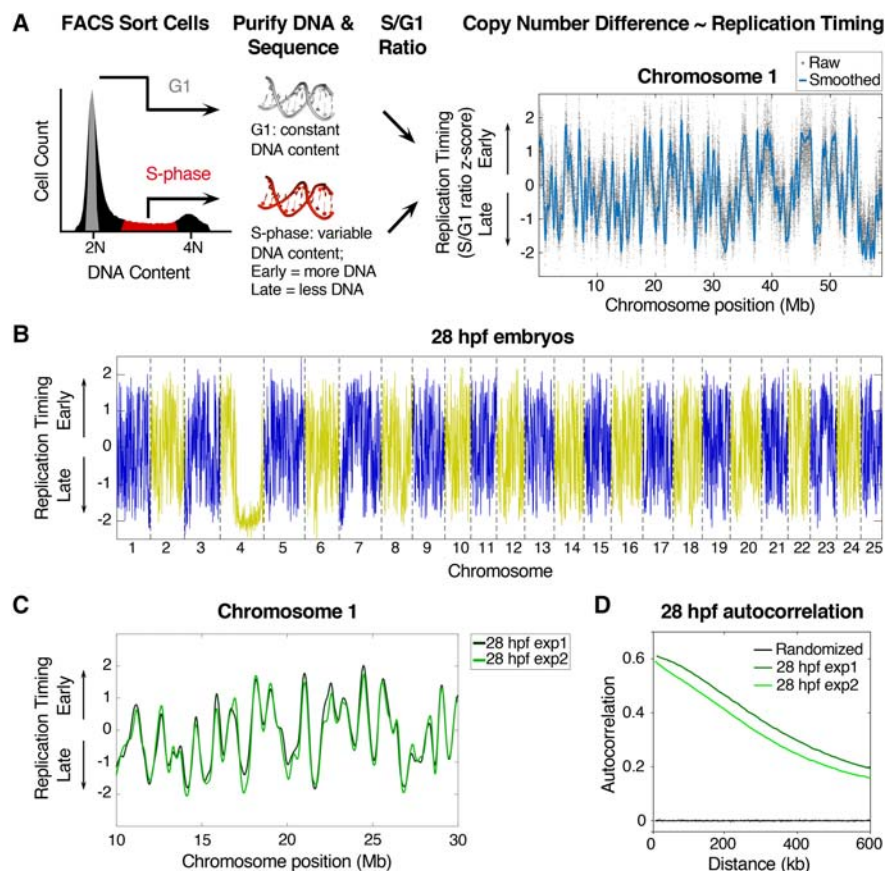 A
FACS Sort Cells
Purify DNA &
Sequence
S/G1
Ratio
Copy Number Difference ~ Replication Timing
G1
S-phase
Cell Count
2N
4N
DNA Content
G1: constant
DNA content
S-phase: variable
DNA content;
Early = more DNA
Late = less DNA
Chromosome 1
Raw
Smoothed
Replication Timing
(S/G1 ratio z-score)
Late
Early
2
1
0
-1
-2
10
20
30
40
50
Chromosome position (Mb)
B
28 hpf embryos
Replication Timing
Late
Early
2
1
0
-1
-2
1 2 3 4 5 6 7 8 9 10 11 12 13 14 15 16 17 18 19 20 21 22 23 24 25
Chromosome
C
Chromosome 1
28 hpf exp1
28 hpf exp2
Replication Timing
Late
Early
2
1
0
-1
-2
10
15
20
25
30
Chromosome position (Mb)
D
28 hpf autocorrelation
Randomized
28 hpf exp1
28 hpf exp2
Autocorrelation
0.6
0.4
0.2
0
0
200
400
600
Distance (kb)